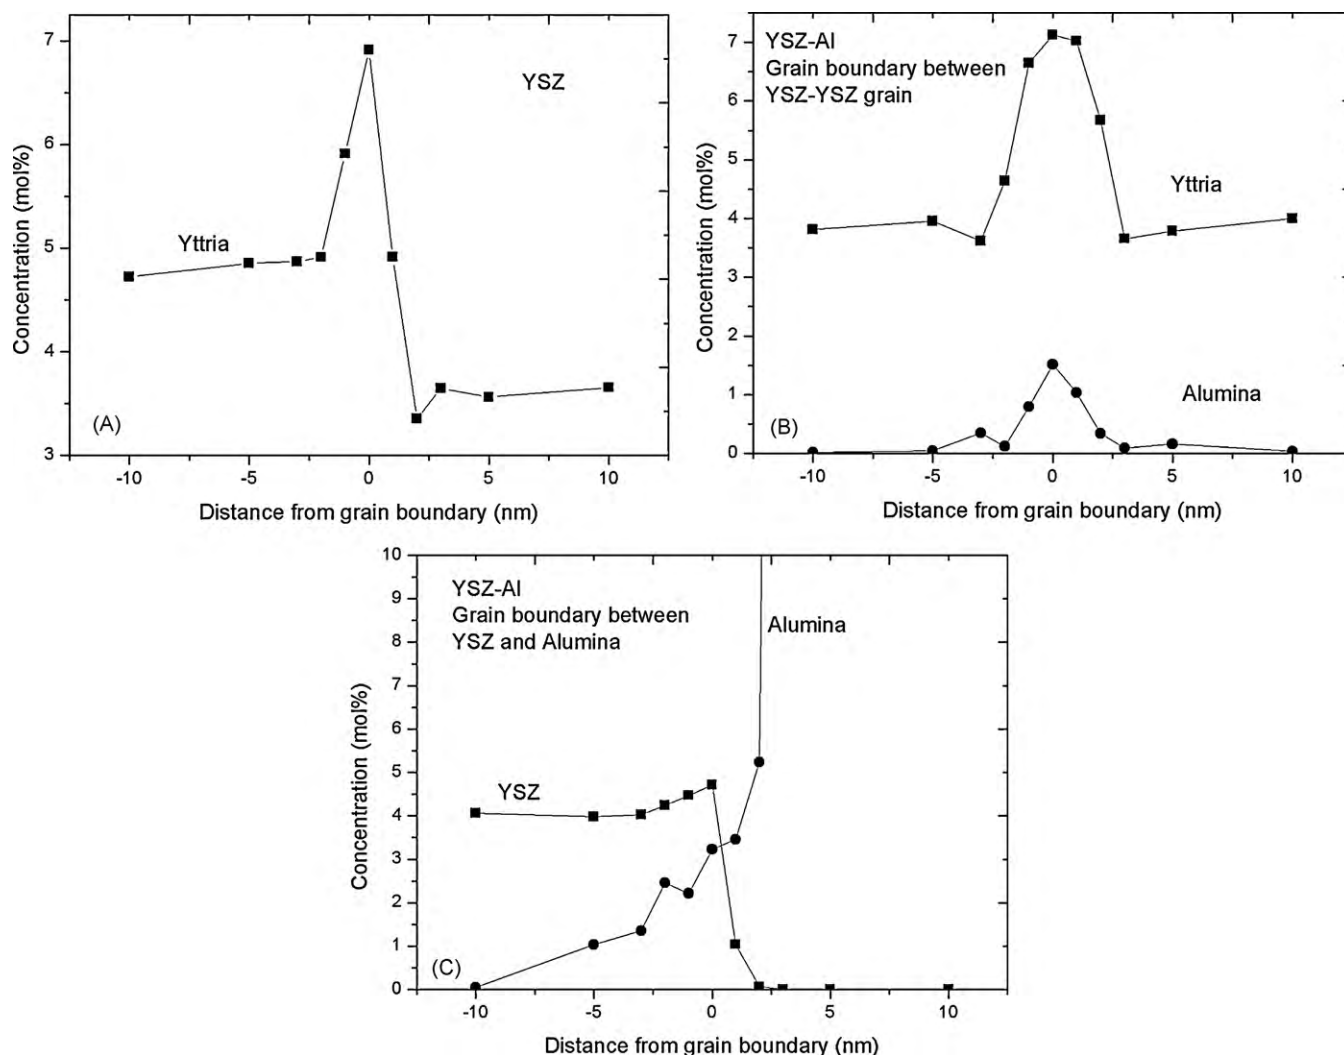 YSZ
Yttria
(A)
Concentration (mol%)
7
6
5
4
3
-10 -5 0 5 10
Distance from grain boundary (nm)
YSZ-Al
Grain boundary between
YSZ-YSZ grain
Yttria
Alumina
(B)
Concentration (mol%)
7
6
5
4
3
2
1
0
-10 -5 0 5 10
Distance from grain boundary (nm)
YSZ-Al
Grain boundary between
YSZ and Alumina
Alumina
YSZ
(C)
Concentration (mol%)
10
9
8
7
6
5
4
3
2
1
0
-10 -5 0 5 10
Distance from grain boundary (nm)